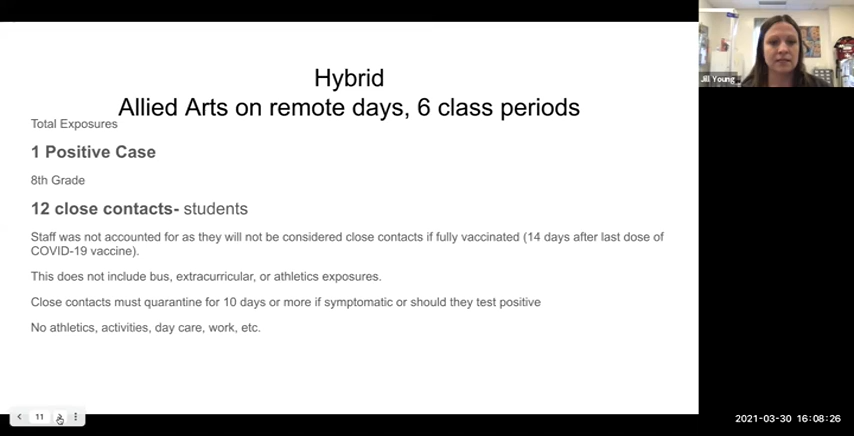 Hybrid
Allied Arts on remote days, 6 class periods
Total Exposures
1 Positive Case
8th Grade
12 close contacts- students
Staff was not accounted for as they will not be considered close contacts if fully vaccinated (14 days after last dose of
COVID-19 vaccine).
This does not include bus, extracurricular, or athletics exposures.
Close contacts must quarantine for 10 days or more if symptomatic or should they test positive
No athletics, activities, day care, work, etc.
Jill Young
11
2021-03-30 16:08:26